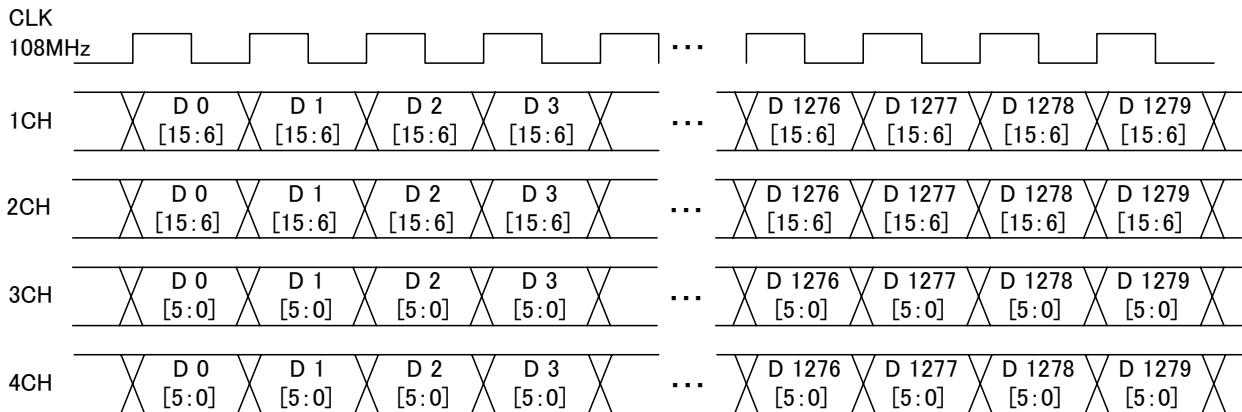 CLK
108MHz
...
1CH
D 0 D 1 D 2 D 3 ... D 1276 D 1277 D 1278 D 1279
[15:6] [15:6] [15:6] [15:6] [15:6] [15:6] [15:6] [15:6]
2CH
D 0 D 1 D 2 D 3 ... D 1276 D 1277 D 1278 D 1279
[15:6] [15:6] [15:6] [15:6] [15:6] [15:6] [15:6] [15:6]
3CH
D 0 D 1 D 2 D 3 ... D 1276 D 1277 D 1278 D 1279
[5:0] [5:0] [5:0] [5:0] [5:0] [5:0] [5:0] [5:0]
4CH
D 0 D 1 D 2 D 3 ... D 1276 D 1277 D 1278 D 1279
[5:0] [5:0] [5:0] [5:0] [5:0] [5:0] [5:0] [5:0]